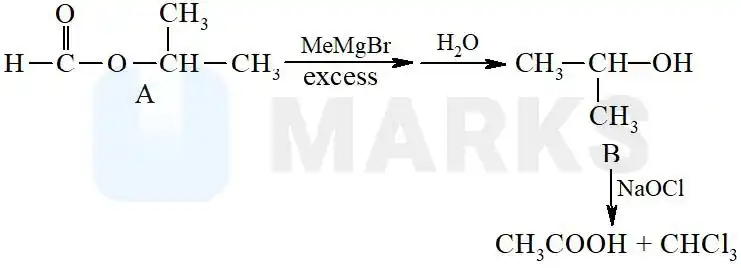 O
CH₃
H–C–O–CH–CH₃
A
MeMgBr
excess
H₂O
CH₃–CH–OH
CH₃
B
MARKS
NaOCl
CH₃COOH + CHCl₃